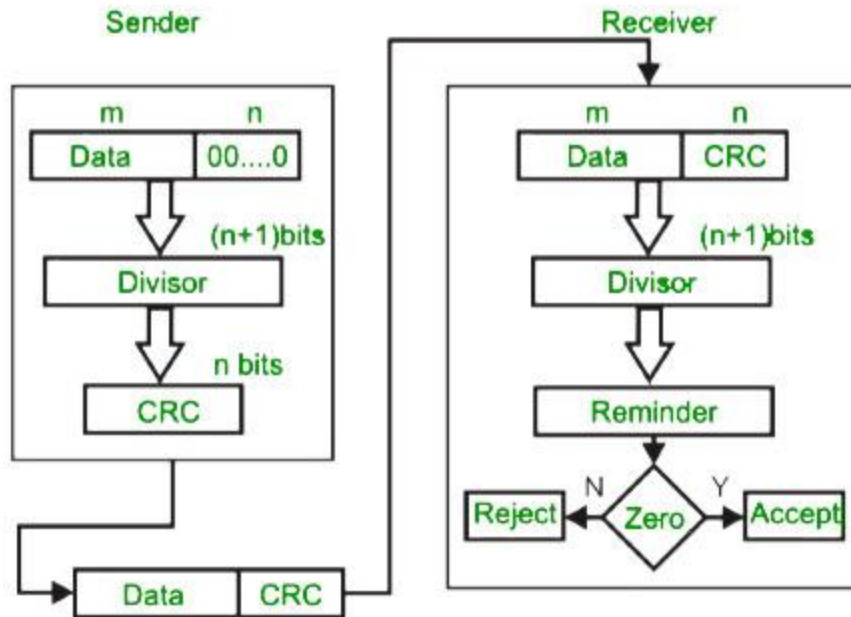 Sender
m n
Data 00....0
(n+1)bits
Divisor
n bits
CRC
Data CRC
Receiver
m n
Data CRC
(n+1)bits
Divisor
Reminder
N Y
Reject Zero Accept